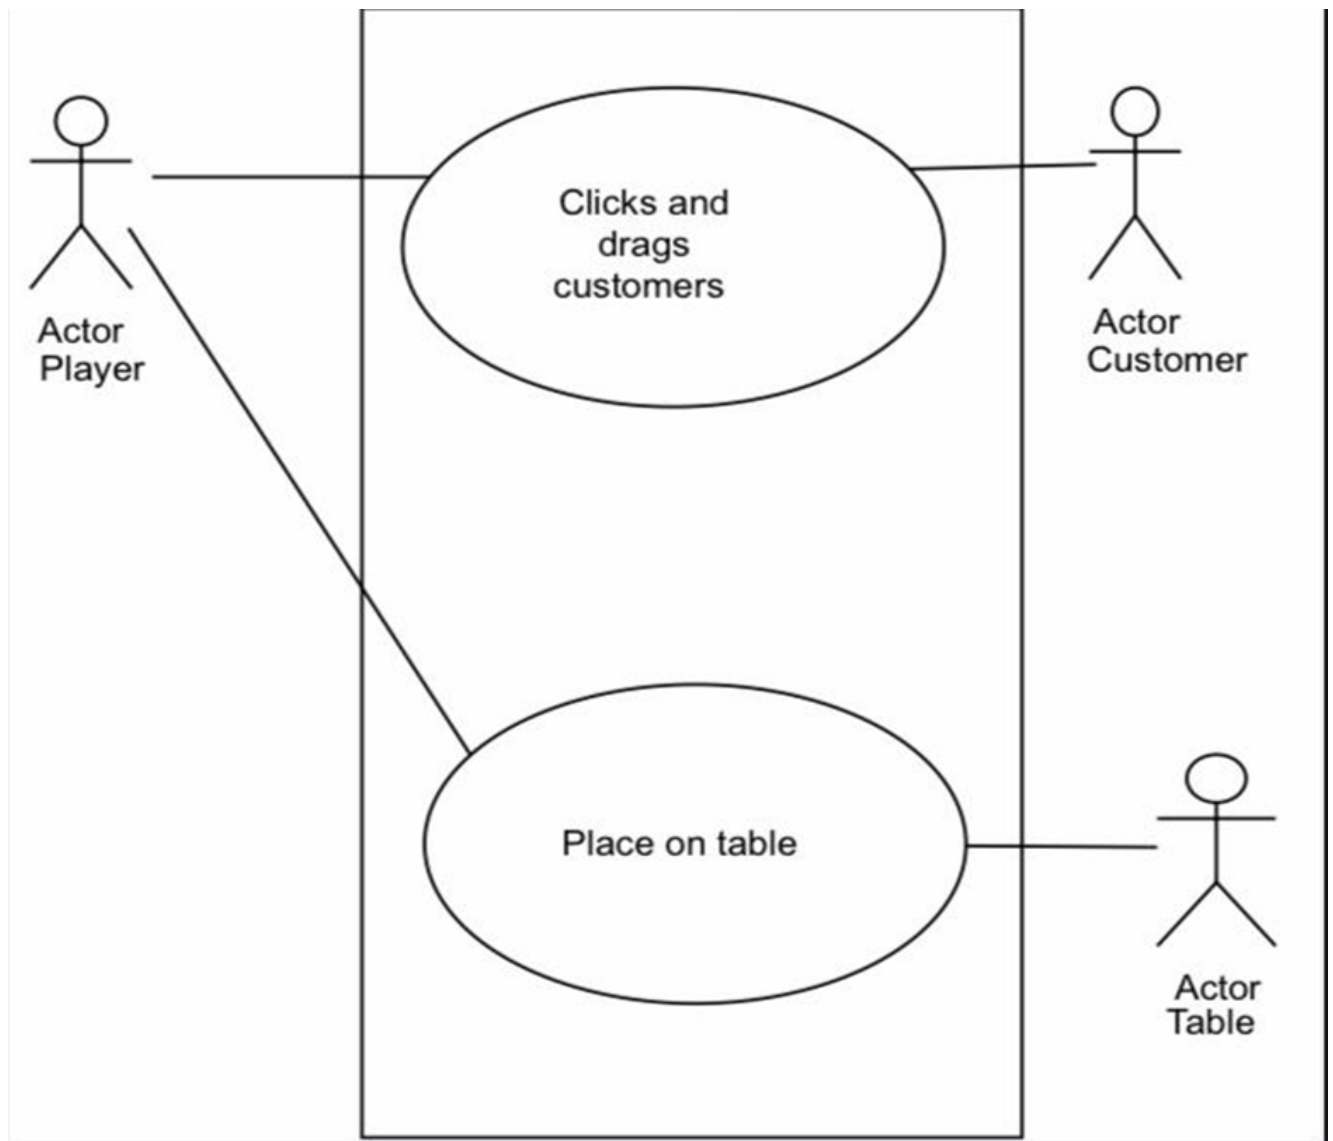 Actor
Player
Clicks and
drags
customers
Actor
Customer
Place on table
Actor
Table